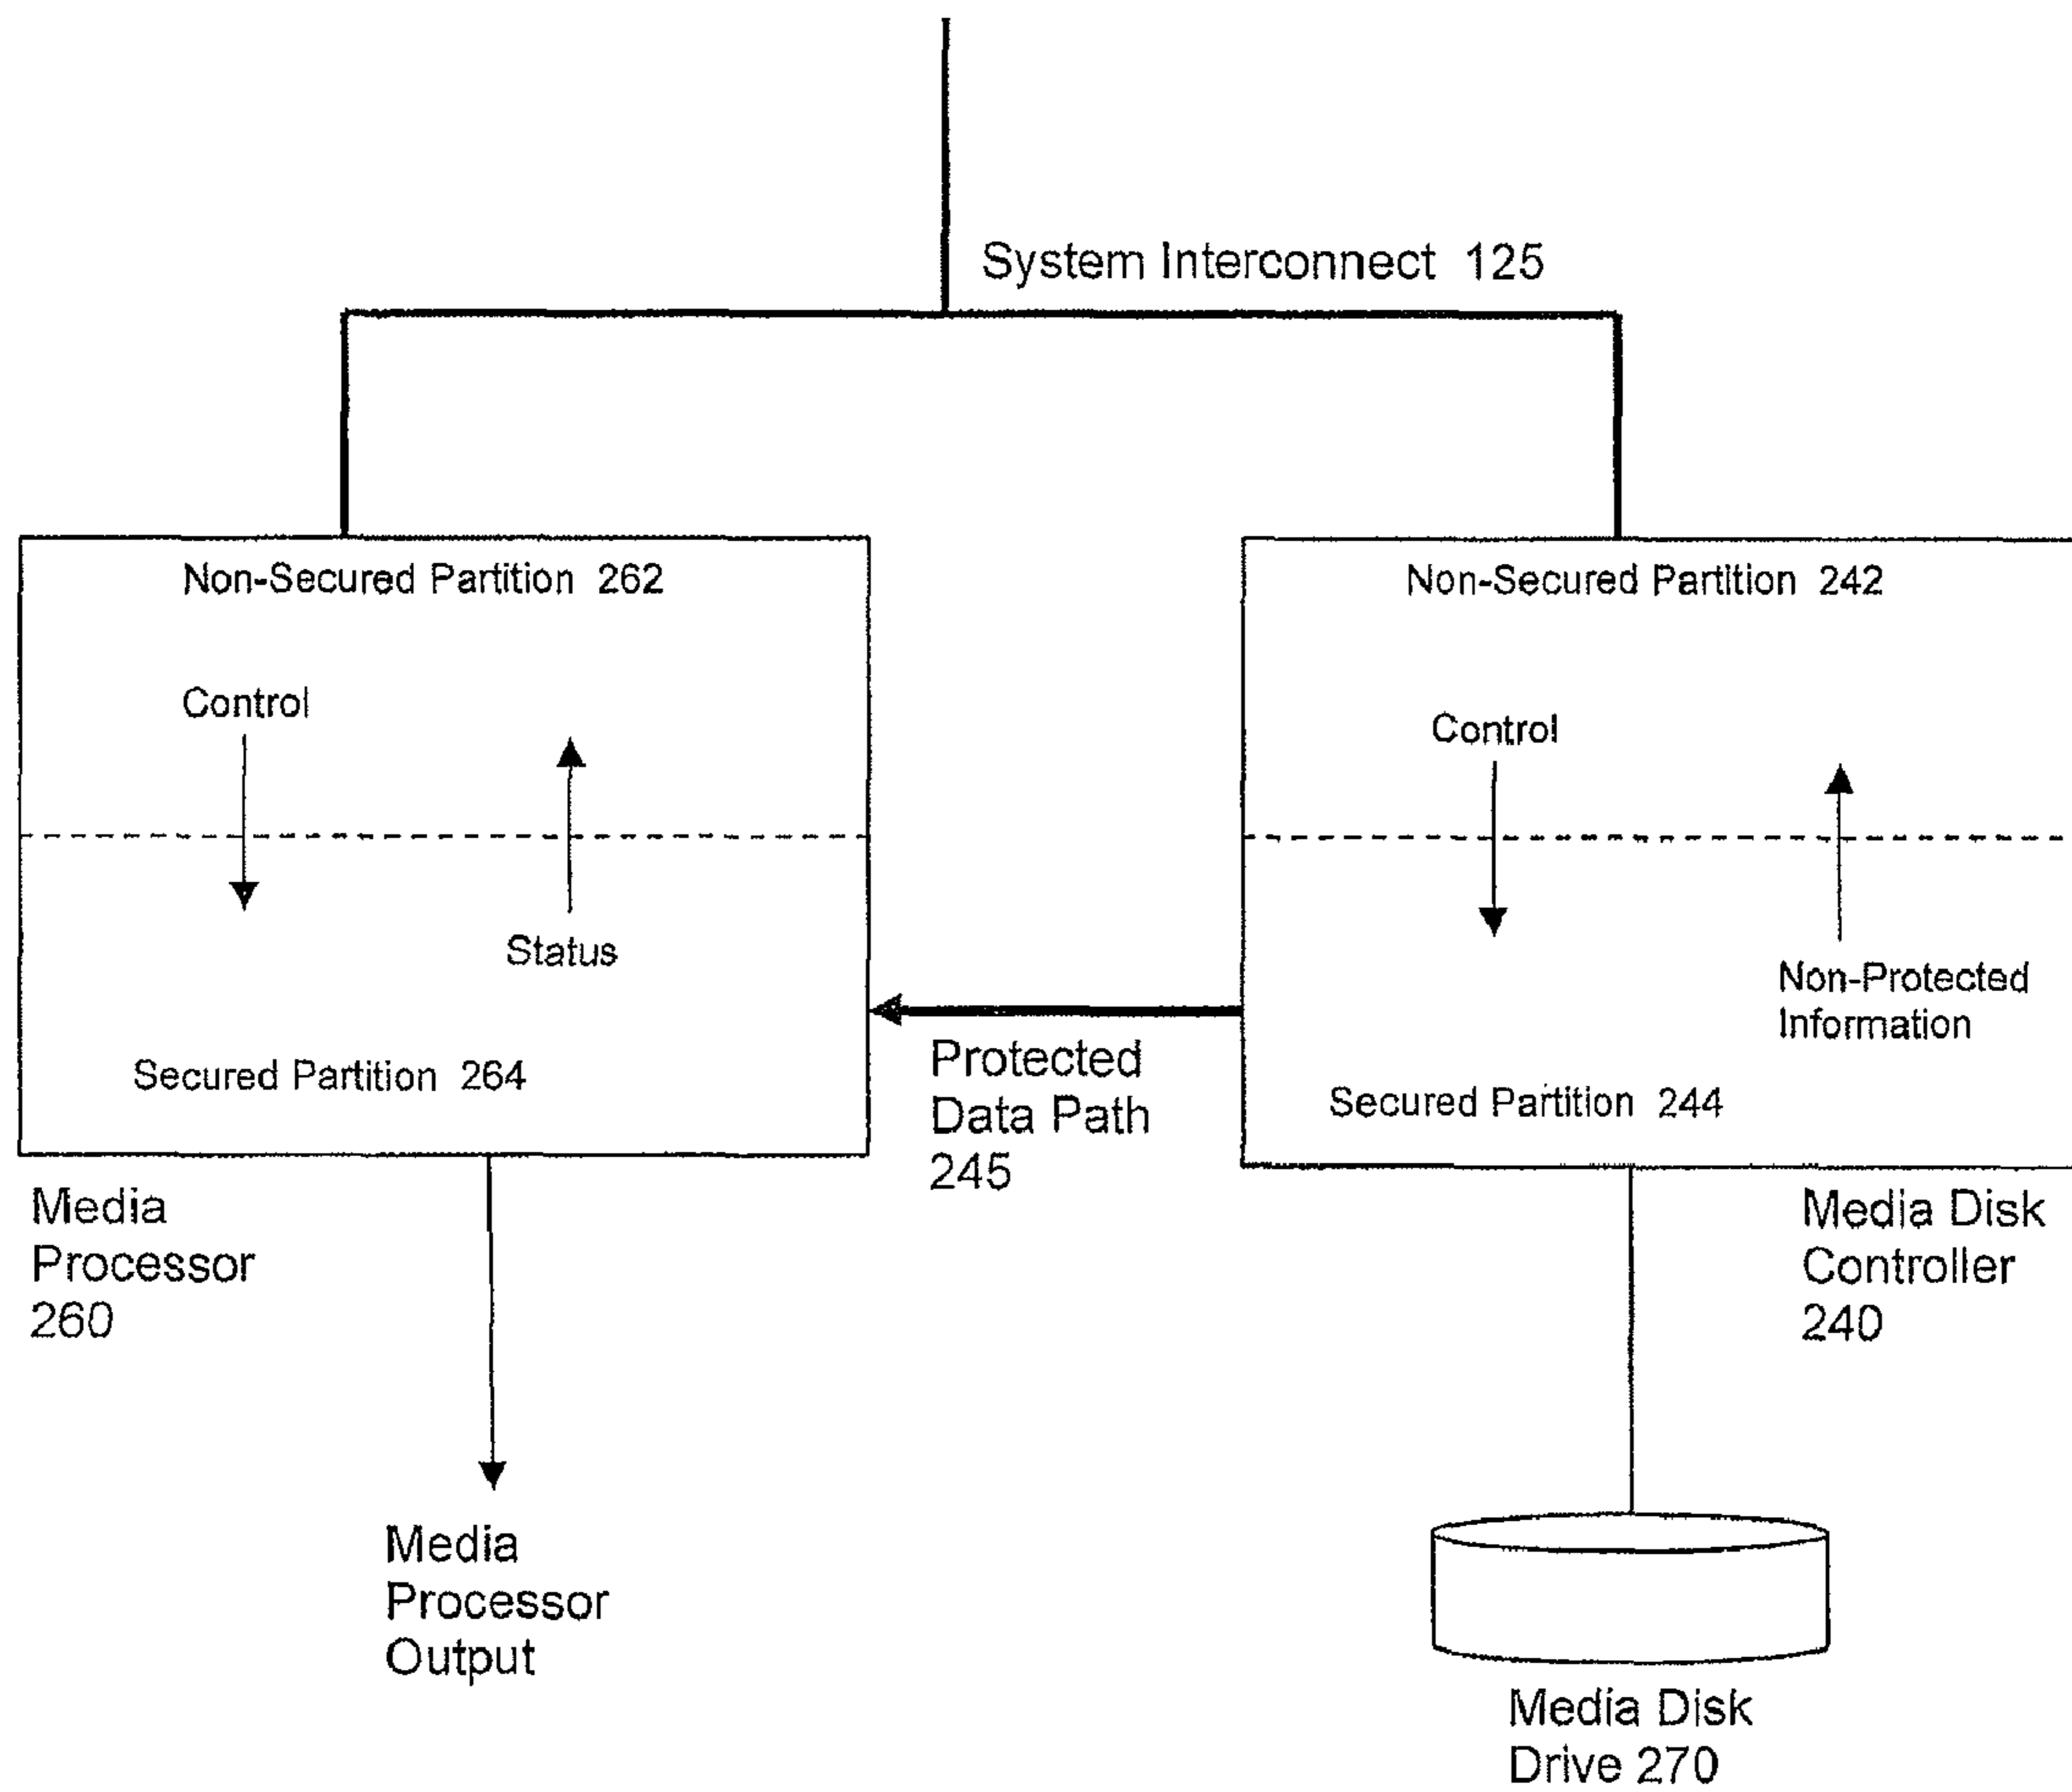 System Interconnect 125
Non-Secured Partition 262
Control
Status
Secured Partition 264
Non-Secured Partition 242
Control
Non-Protected
Information
Secured Partition 244
Protected
Data Path
245
Media
Processor
260
Media Disk
Controller
240
Media
Processor
Output
Media Disk
Drive 270